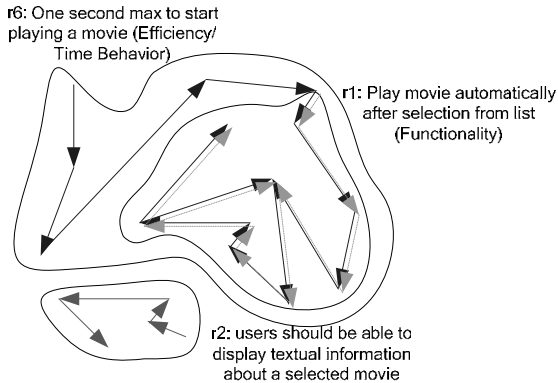 r6: One second max to start
playing a movie (Efficiency/
Time Behavior)
r1: Play movie automatically
after selection from list
(Functionality)
r2: users should be able to
display textual information
about a selected movie